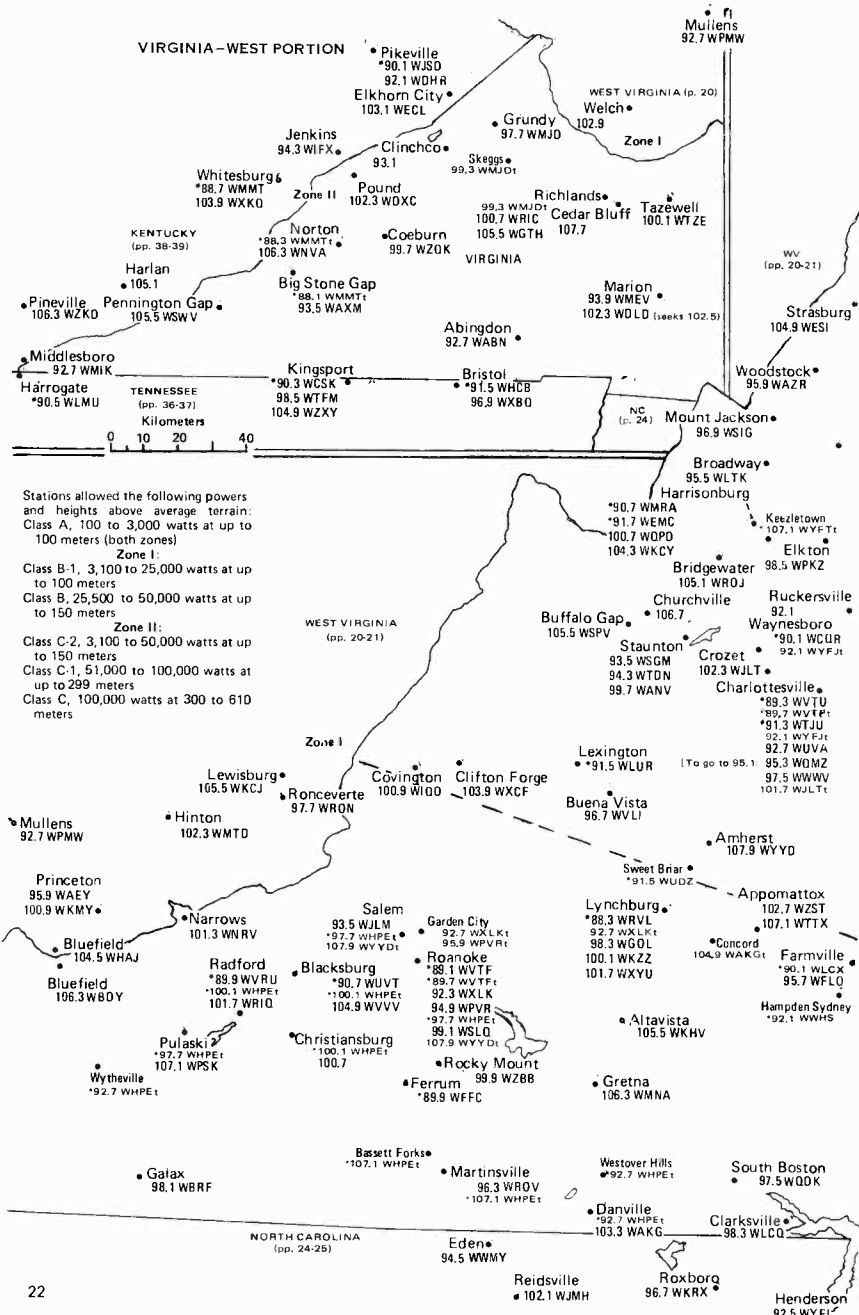 VIRGINIA–WEST PORTION
Mullens
92.7 WPMW
Pikeville
*90.1 WJSO
92.1 WDHR
Elkhorn City
103.1 WECL
WEST VIRGINIA (p. 20)
Welch
102.9
Zone I
Grundy
97.7 WMJD
Jenkins
94.3 WIFX
Clinchco
93.1
Skeggs
99.3 WMJDt
Whitesburg
*88.7 WMMT
103.9 WXKQ
Zone II
Pound
102.3 WDXC
Richlands
99.3 WMJDt
100.7 WRIC
105.5 WGTH
Cedar Bluff
107.7
Tazewell
100.1 WTZE
KENTUCKY
(pp. 38-39)
Norton
*88.3 WMMTt
106.3 WNVA
Coeburn
99.7 WZQK
VIRGINIA
WV
(pp. 20-21)
Harlan
105.1
Big Stone Gap
*88.1 WMMTt
93.5 WAXM
Marion
93.9 WMEV
102.3 WOLD (seeks 102.5)
Strasburg
104.9 WESI
Pineville
106.3 WZKO
Pennington Gap
105.5 WSWV
Abingdon
92.7 WABN
Middlesboro
92.7 WMIK
Woodstock
95.9 WAZR
Harrogate
*90.5 WLMU
TENNESSEE
(pp. 36-37)
Kingsport
*90.3 WCSK
98.5 WTFM
104.9 WZXY
Bristol
*91.5 WHCB
96.9 WXBQ
NC
(p. 24)
Mount Jackson
96.9 WSIG
Kilometers
0 10 20 40
Broadway
95.5 WLTK
Harrisonburg
*90.7 WMRA
*91.7 WEMC
100.7 WQPO
104.3 WKCY
Keezletown
*107.1 WYFTt
Elkton
98.5 WPKZ
Stations allowed the following powers
and heights above average terrain:
Class A, 100 to 3,000 watts at up to
100 meters (both zones)
Zone I:
Class B-1, 3,100 to 25,000 watts at up
to 100 meters
Class B, 25,500 to 50,000 watts at up
to 150 meters
Zone II:
Class C-2, 3,100 to 50,000 watts at up
to 150 meters
Class C-1, 51,000 to 100,000 watts at
up to 299 meters
Class C, 100,000 watts at 300 to 610
meters
Bridgewater
105.1 WROJ
Churchville
106.7
Ruckersville
92.1
WEST VIRGINIA
(pp. 20-21)
Buffalo Gap
105.5 WSPV
Waynesboro
*90.1 WCQR
92.1 WYFJt
Staunton
93.5 WSGM
94.3 WTON
99.7 WANV
Crozet
102.3 WJLT
Charlottesville
*89.3 WVTU
*89.7 WVTFt
*91.3 WTJU
92.1 WYFJt
92.7 WUVA
[To go to 95.1: 95.3 WQMZ
97.5 WWWV
101.7 WJLTt
Zone I
Lexington
*91.5 WLUR
Lewisburg
105.5 WKCJ
Ronceverte
97.7 WRON
Covington
100.9 WIQO
Clifton Forge
103.9 WXCF
Buena Vista
96.7 WVLI
Mullens
92.7 WPMW
Hinton
102.3 WMTD
Amherst
107.9 WYYD
Sweet Briar
*91.5 WUDZ
Princeton
95.9 WAEY
100.9 WKMY
Narrows
101.3 WNRV
Salem
93.5 WJLM
*97.7 WHPEt
107.9 WYYDt
Garden City
92.7 WXLKt
95.9 WPVRt
Lynchburg
*88.3 WRVL
92.7 WXLKt
98.3 WGOL
100.1 WKZZ
101.7 WXYU
Appomattox
102.7 WZST
107.1 WTTX
Bluefield
104.5 WHAJ
Bluefield
106.3 WBDY
Radford
*89.9 WVRU
*100.1 WHPEt
101.7 WRIQ
Blacksburg
*90.7 WUVT
*100.1 WHPEt
104.9 WVVV
Roanoke
*89.1 WVTF
*89.7 WVTFt
92.3 WXLK
94.9 WPVR
*97.7 WHPEt
99.1 WSLQ
107.9 WYYDt
Concord
104.9 WAKGt
Farmville
*90.1 WLCX
95.7 WFLO
Hampden Sydney
*92.1 WWHS
Pulaski
*97.7 WHPEt
107.1 WPSK
Christiansburg
*100.1 WHPEt
100.7
Altavista
105.5 WKHV
Wytheville
*92.7 WHPEt
Rocky Mount
99.9 WZBB
Ferrum
*89.9 WFFC
Gretna
106.3 WMNA
Galax
98.1 WBRF
Bassett Forks
*107.1 WHPEt
Martinsville
96.3 WROV
*107.1 WHPEt
Westover Hills
*92.7 WHPEt
South Boston
97.5 WQOK
Danville
*92.7 WHPEt
103.3 WAKG
Clarksville
98.3 WLCQ
NORTH CAROLINA
(pp. 24-25)
Eden
94.5 WWMY
Reidsville
102.1 WJMH
Roxboro
96.7 WKRX
Henderson
92.5 WYFL
22